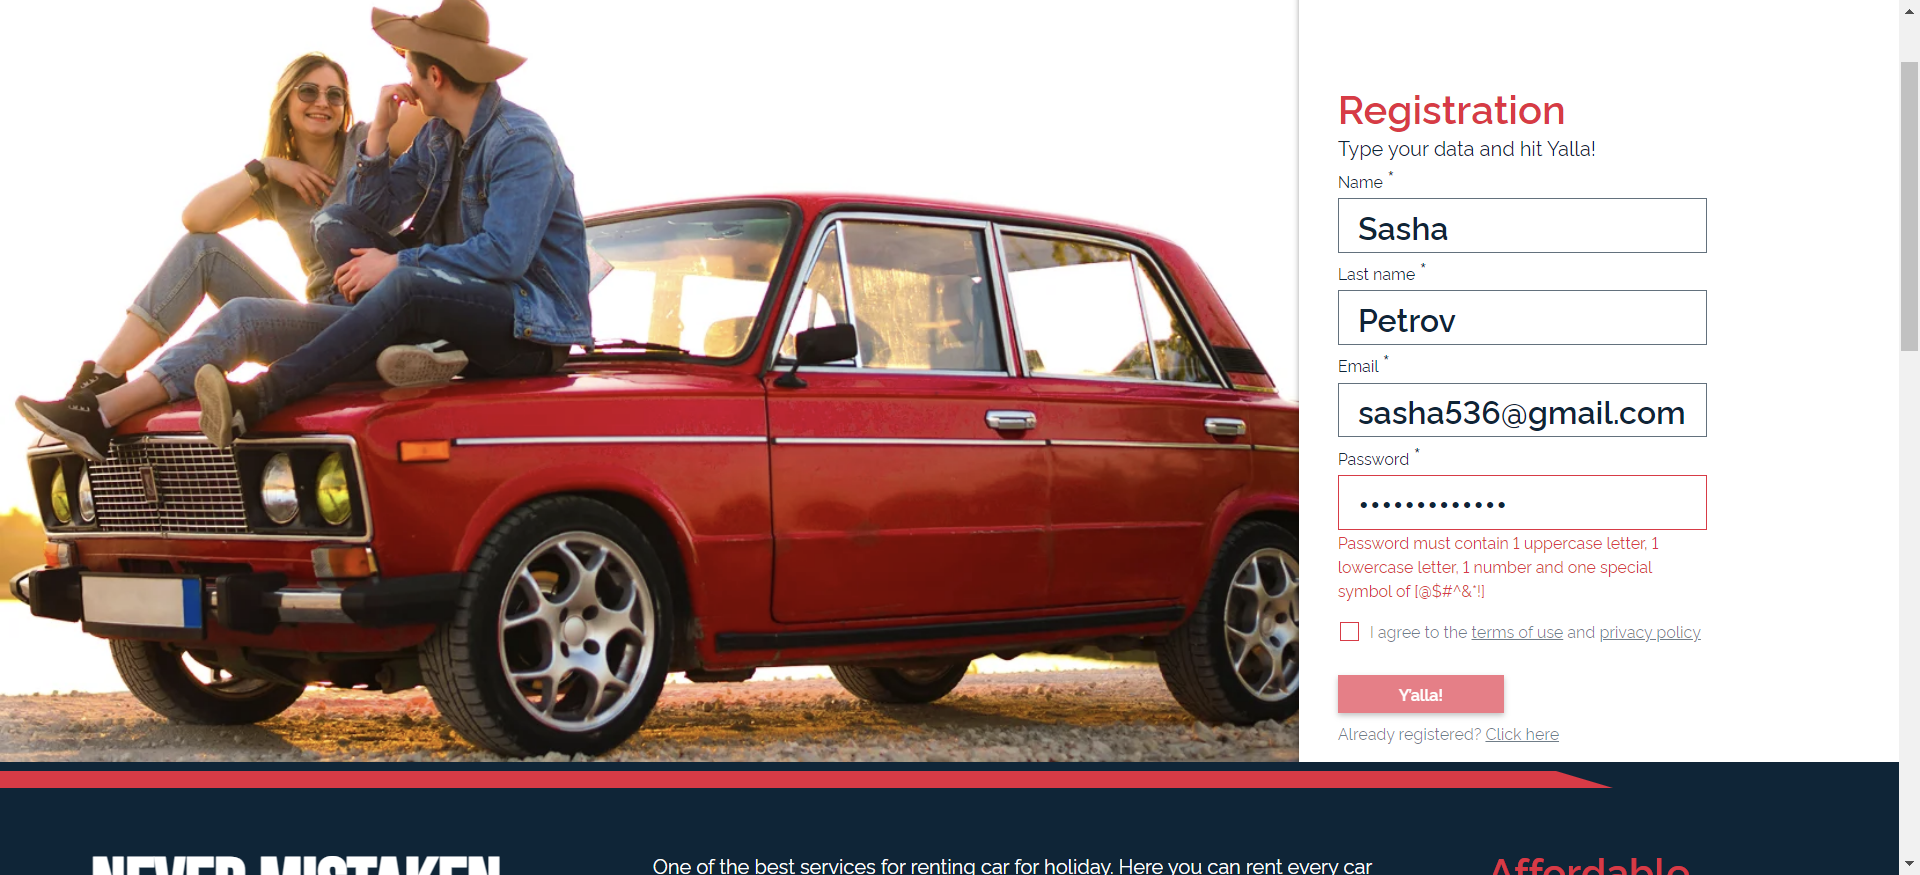 Registration
Type your data and hit Yalla!
Name *
Sasha
Last name *
Petrov
Email *
sasha536@gmail.com
Password *
•••••••••••••
Password must contain 1 uppercase letter, 1
lowercase letter, 1 number and one special
symbol of [@$#^&*!]
I agree to the terms of use and privacy policy
Y'alla!
Already registered? Click here
NEVER MISTAKEN
One of the best services for renting car for holiday. Here you can rent every car
Affordable